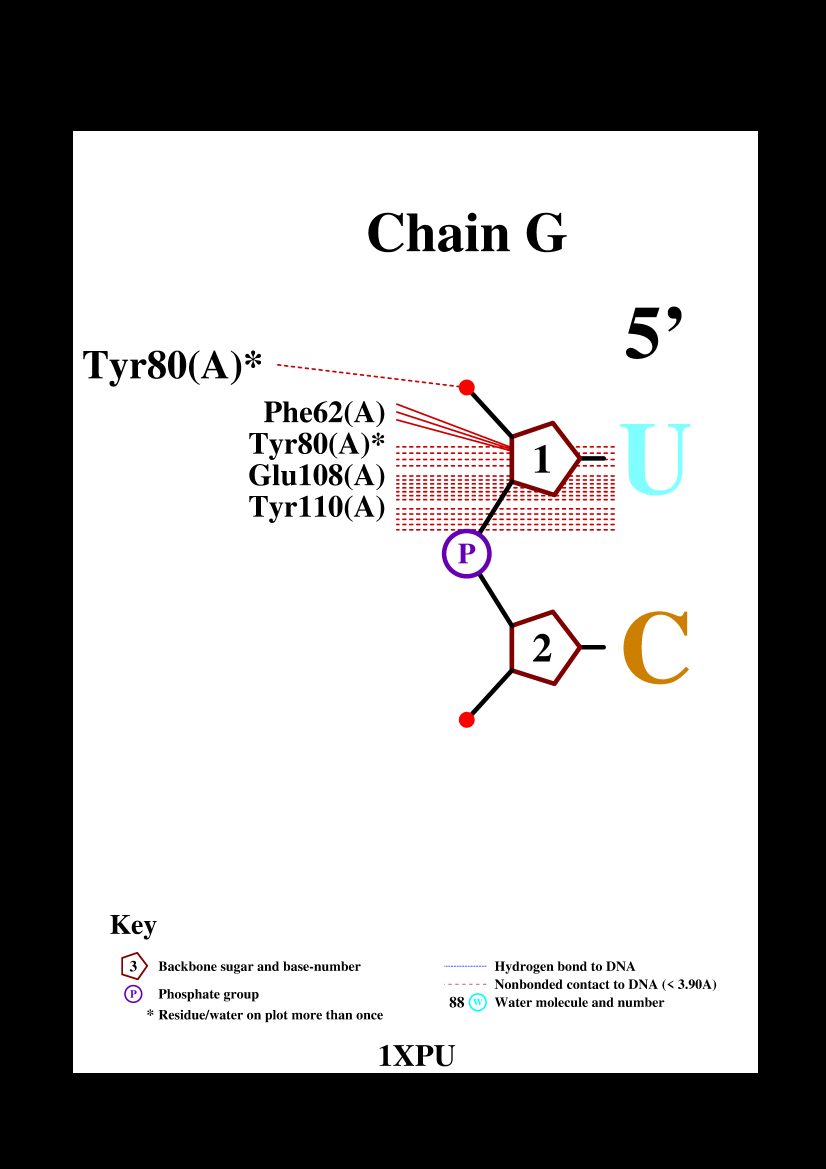 Chain G
5’
Tyr80(A)*
Phe62(A)
Tyr80(A)*
1
U
Glu108(A)
Tyr110(A)
P
2
C
Key
3 Backbone sugar and base-number
P Phosphate group
* Residue/water on plot more than once
Hydrogen bond to DNA
Nonbonded contact to DNA (< 3.90A)
88 W Water molecule and number
1XPU